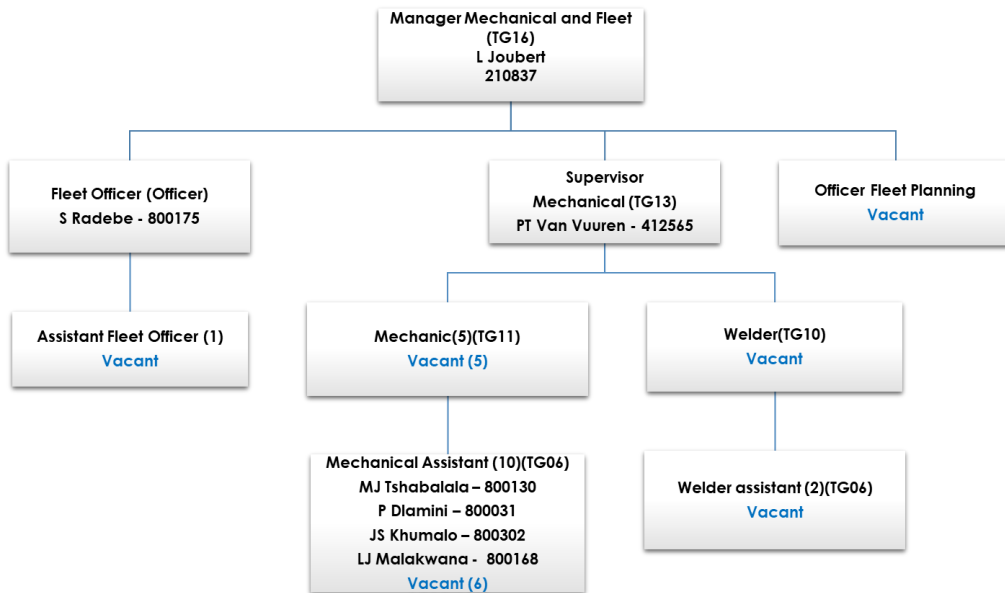 Manager Mechanical and Fleet
(TG16)
L Joubert
210837
Fleet Officer (Officer)
S Radebe - 800175
Supervisor
Mechanical (TG13)
PT Van Vuuren - 412565
Officer Fleet Planning
Vacant
Assistant Fleet Officer (1)
Vacant
Mechanic(5)(TG11)
Vacant (5)
Welder(TG10)
Vacant
Mechanical Assistant (10)(TG06)
MJ Tshabalala – 800130
P Dlamini – 800031
JS Khumalo – 800302
LJ Malakwana - 800168
Vacant (6)
Welder assistant (2)(TG06)
Vacant